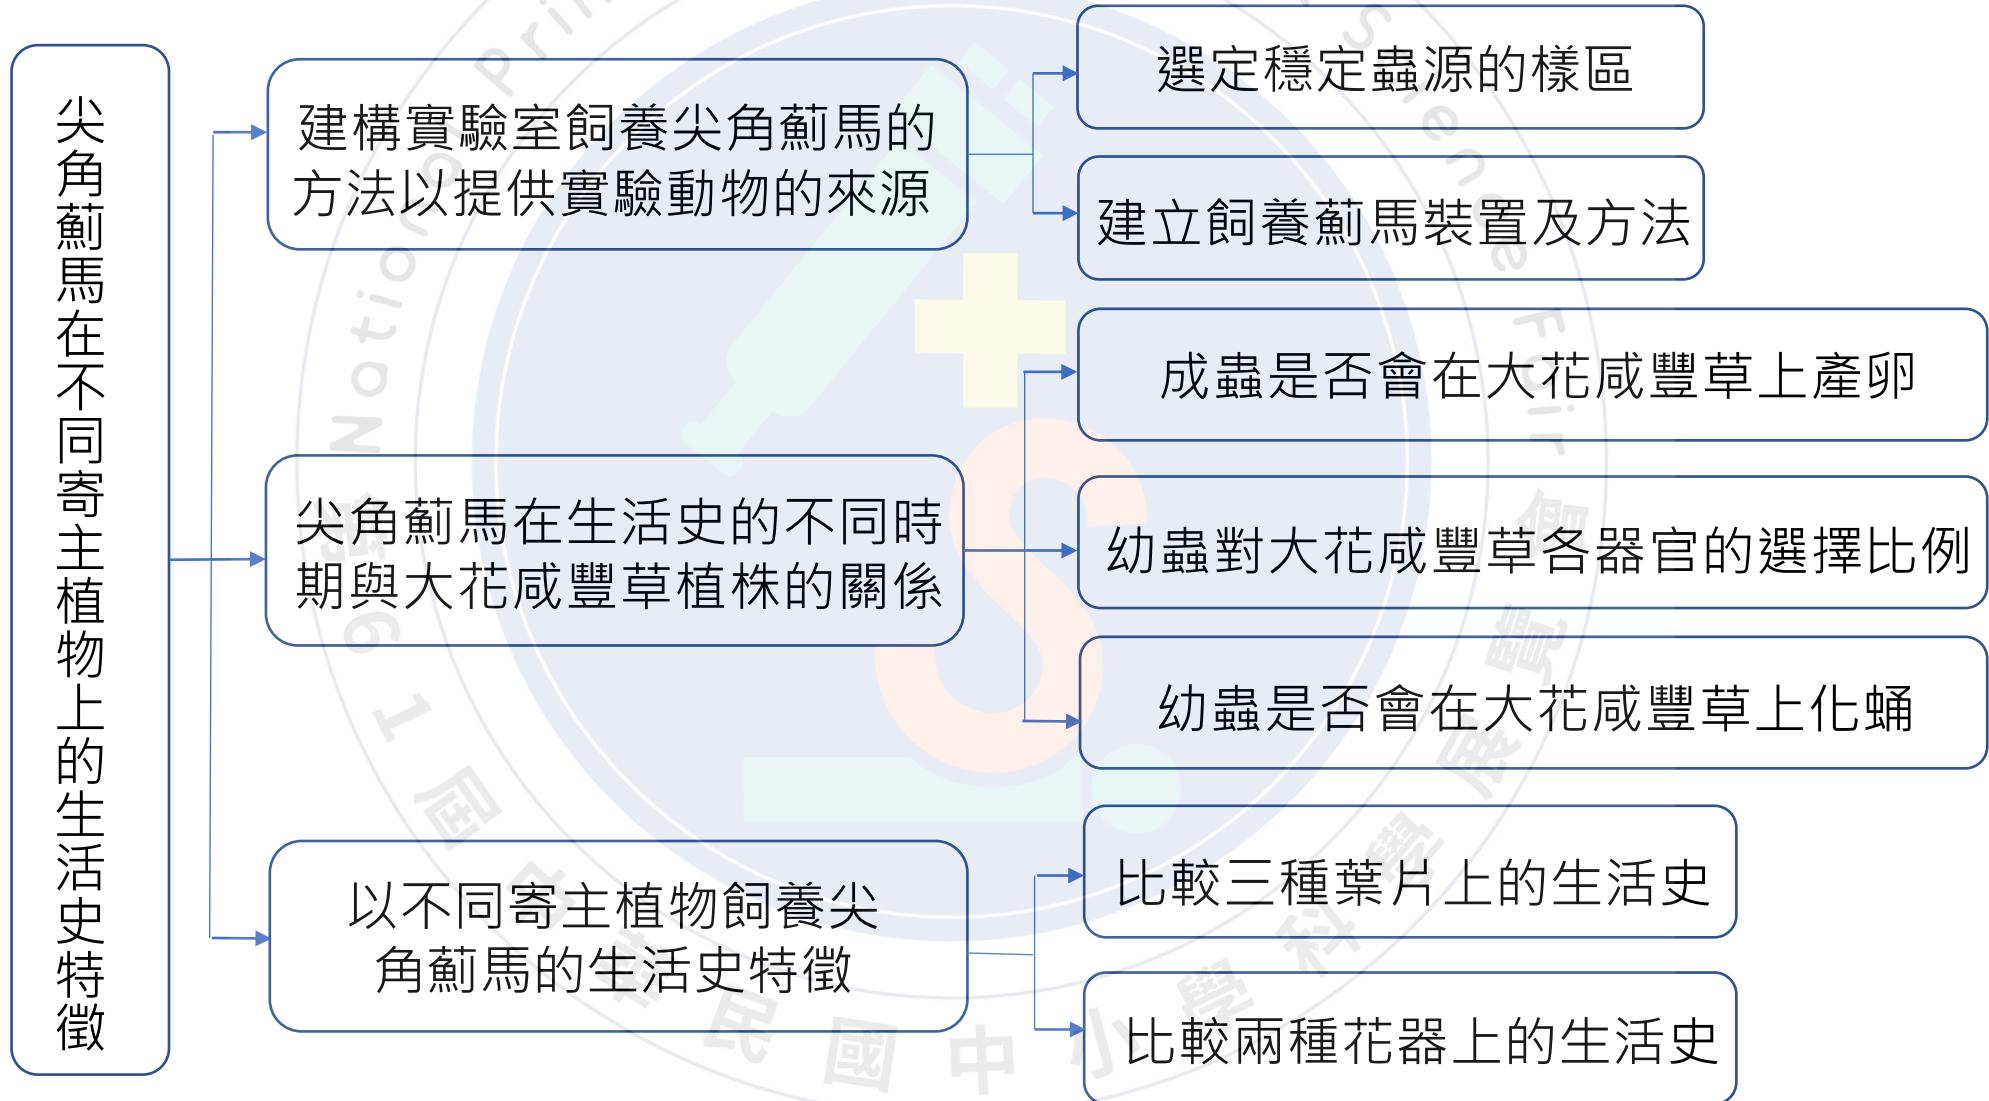 尖角薊馬在不同寄主植物上的生活史特徵
建構實驗室飼養尖角薊馬的
方法以提供實驗動物的來源
選定穩定蟲源的樣區
建立飼養薊馬裝置及方法
尖角薊馬在生活史的不同時
期與大花咸豐草植株的關係
成蟲是否會在大花咸豐草上產卵
幼蟲對大花咸豐草各器官的選擇比例
幼蟲是否會在大花咸豐草上化蛹
以不同寄主植物飼養尖
角薊馬的生活史特徵
比較三種葉片上的生活史
比較兩種花器上的生活史